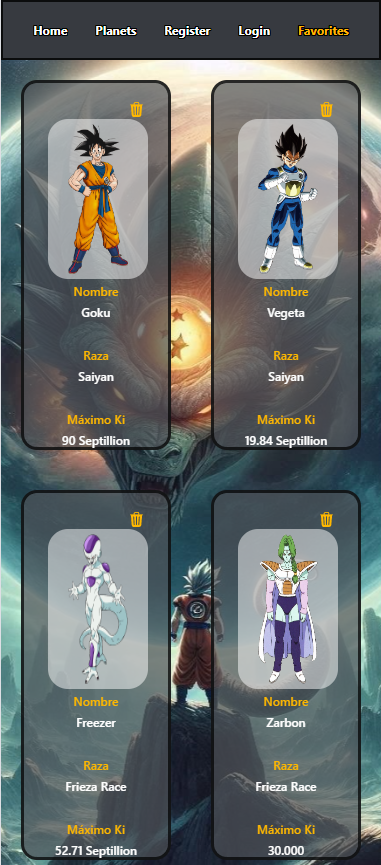 Home Planets Register Login Favorites
Nombre
Goku
Raza
Saiyan
Máximo Ki
90 Septillion
Nombre
Vegeta
Raza
Saiyan
Máximo Ki
19.84 Septillion
Nombre
Freezer
Raza
Frieza Race
Máximo Ki
52.71 Septillion
Nombre
Zarbon
Raza
Frieza Race
Máximo Ki
30.000